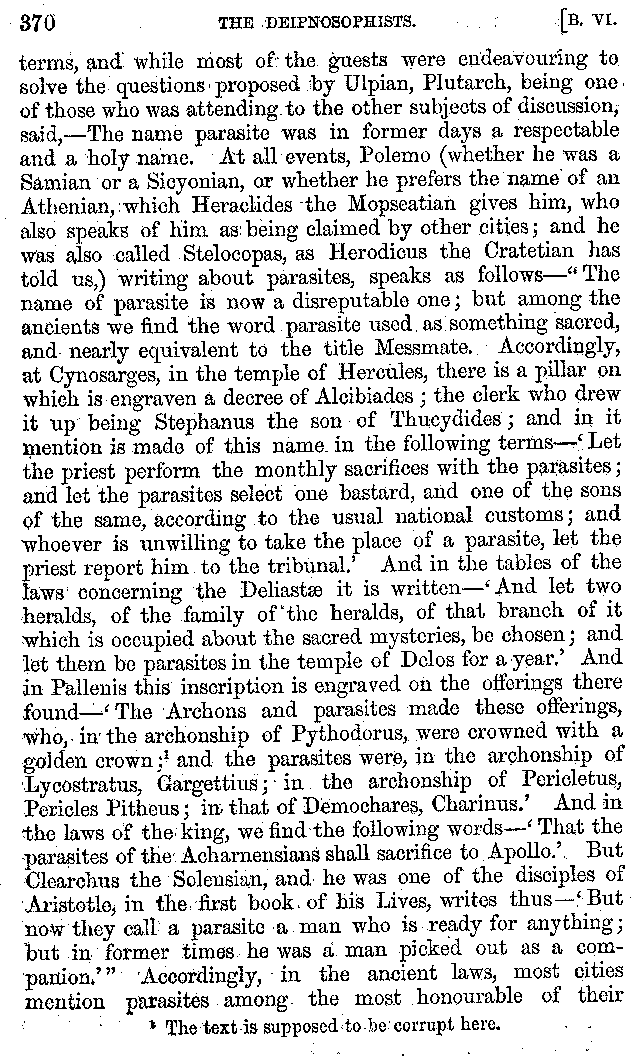 370 THE DEIPNOSOPHISTS. [B. VI.
terms, and while most of the guests were endeavouring to
solve the questions proposed by Ulpian, Plutarch, being one
of those who was attending to the other subjects of discussion,
said,—The name parasite was in former days a respectable
and a holy name. At all events, Polemo (whether he was a
Samian or a Sicyonian, or whether he prefers the name of an
Athenian, which Heraclides the Mopseatian gives him, who
also speaks of him as being claimed by other cities; and he
was also called Stelocopas, as Herodicus the Cratetian has
told us,) writing about parasites, speaks as follows—"The
name of parasite is now a disreputable one; but among the
ancients we find the word parasite used as something sacred,
and nearly equivalent to the title Messmate. Accordingly,
at Cynosarges, in the temple of Hercules, there is a pillar on
which is engraven a decree of Alcibiades; the clerk who drew
it up being Stephanus the son of Thucydides; and in it
mention is made of this name in the following terms—'Let
the priest perform the monthly sacrifices with the parasites;
and let the parasites select one bastard, and one of the sons
of the same, according to the usual national customs; and
whoever is unwilling to take the place of a parasite, let the
priest report him to the tribunal.' And in the tables of the
laws concerning the Deliastæ it is written—'And let two
heralds, of the family of the heralds, of that branch of it
which is occupied about the sacred mysteries, be chosen; and
let them be parasites in the temple of Delos for a year.' And
in Pallenis this inscription is engraved on the offerings there
found—'The Archons and parasites made these offerings,
who, in the archonship of Pythodorus, were crowned with a
golden crown;¹ and the parasites were, in the archonship of
Lycostratus, Gargettius; in the archonship of Pericletus,
Pericles Pitheus; in that of Demochares, Charinus.' And in
the laws of the king, we find the following words—'That the
parasites of the Acharnensians shall sacrifice to Apollo.' But
Clearchus the Solensian, and he was one of the disciples of
Aristotle, in the first book of his Lives, writes thus—'But
now they call a parasite a man who is ready for anything;
but in former times he was a man picked out as a com-
panion.'" Accordingly, in the ancient laws, most cities
mention parasites among the most honourable of their
¹ The text is supposed to be corrupt here.